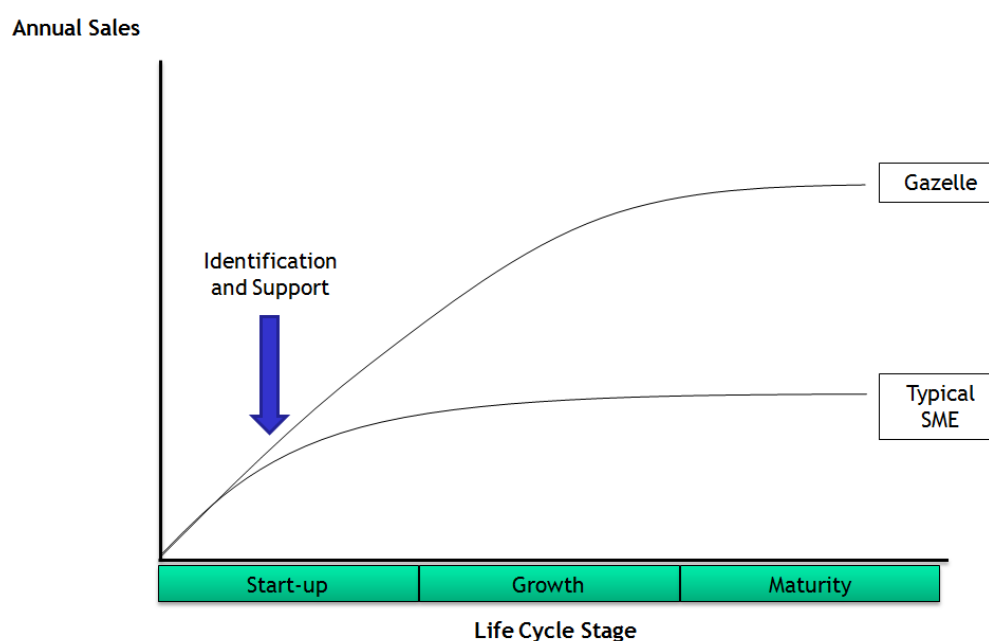 Annual Sales
Gazelle
Identification
and Support
Typical
SME
Start-up
Growth
Maturity
Life Cycle Stage